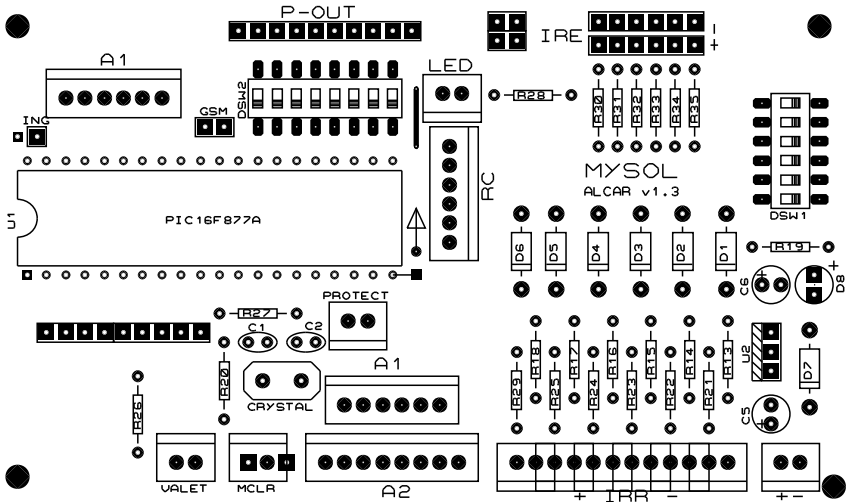 P-OUT
IRE
-
+
A1
LED
DSW2
R28
GSM
ING
R30
R31
R32
R33
R34
R35
MYSOL
ALCAR v1.3
RC
DSW1
U1
PIC16F877A
D6
D5
D4
D3
D2
D1
R19
C6
+
+
D8
PROTECT
R27
C1
C2
A1
R20
CRYSTAL
R26
R18
R17
R16
R15
R14
R13
R29
R25
R24
R23
R22
R21
U2
D7
C5
+
VALET
MCLR
A2
+ IRR -
+-